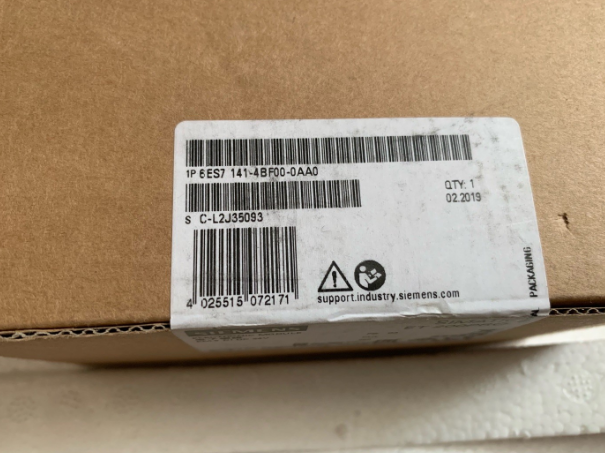 1P 6ES7 141-4BF00-0AA0
S C-L2J35093
QTY: 1
02.2019
4 025515 072171
support.industry.siemens.com
PACKAGING